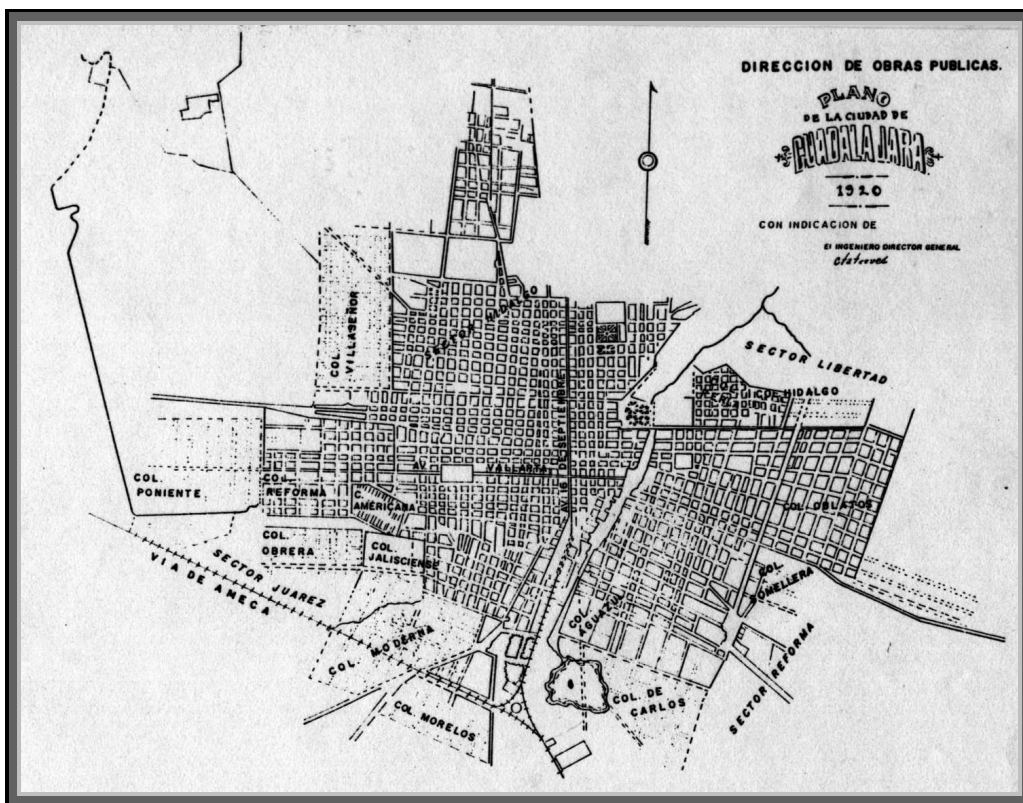 DIRECCION DE OBRAS PUBLICAS.
PLANO
DE LA CIUDAD DE
GUADALAJARA
1920
CON INDICACION DE
El INGENIERO DIRECTOR GENERAL
SECTOR HIDALGO
COL.
VILLASEÑOR
SECTOR LIBERTAD
COL. HIDALGO
AV. 16 DE SEPTIEMBRE
AV. VALLARTA
COL.
PONIENTE
COL.
REFORMA
C.
AMERICANA
COL. OBLATOS
COL.
OBRERA
COL.
JALISCIENSE
SECTOR JUAREZ
VIA DE AMECA
COL.
SOMELLERA
COL.
AGUAZUL
COL. MODERNA
SECTOR REFORMA
COL. DE
CARLOS
COL MORELOS